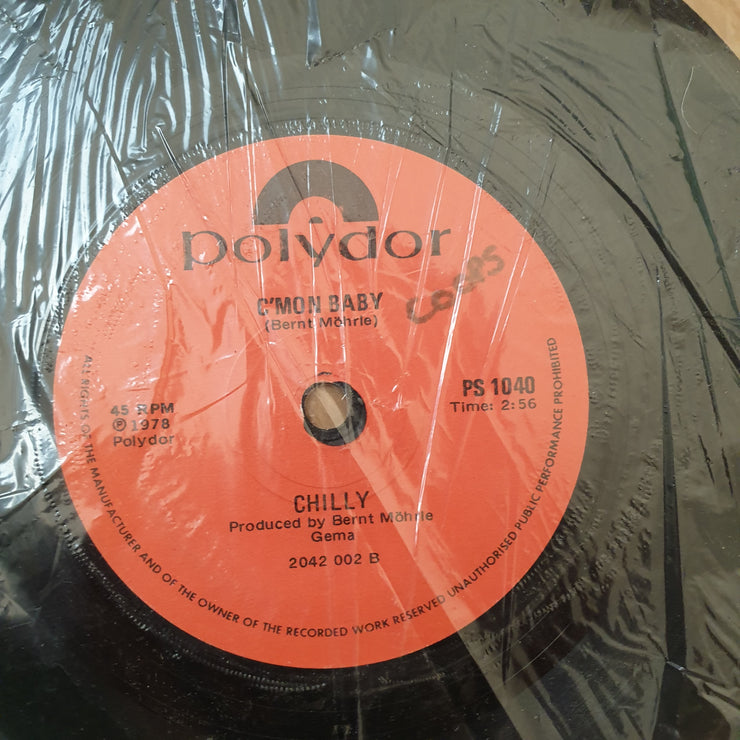 polydor
C'MON BABY
(Bernt Möhrle)
45 RPM
℗ 1978
Polydor
PS 1040
Time: 2:56
CHILLY
Produced by Bernt Möhrle
Gema
2042 002 B
ALL RIGHTS OF THE MANUFACTURER AND OF THE OWNER OF THE RECORDED WORK RESERVED UNAUTHORISED PUBLIC PERFORMANCE PROHIBITED